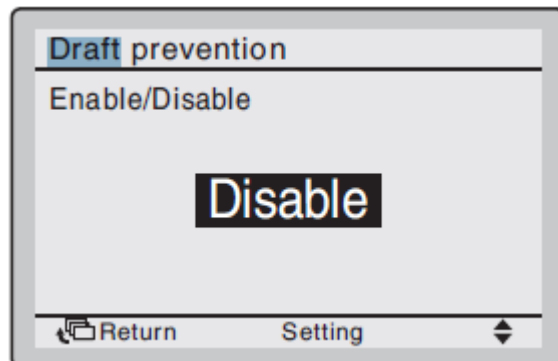 Draft prevention
Enable/Disable
Disable
Return Setting